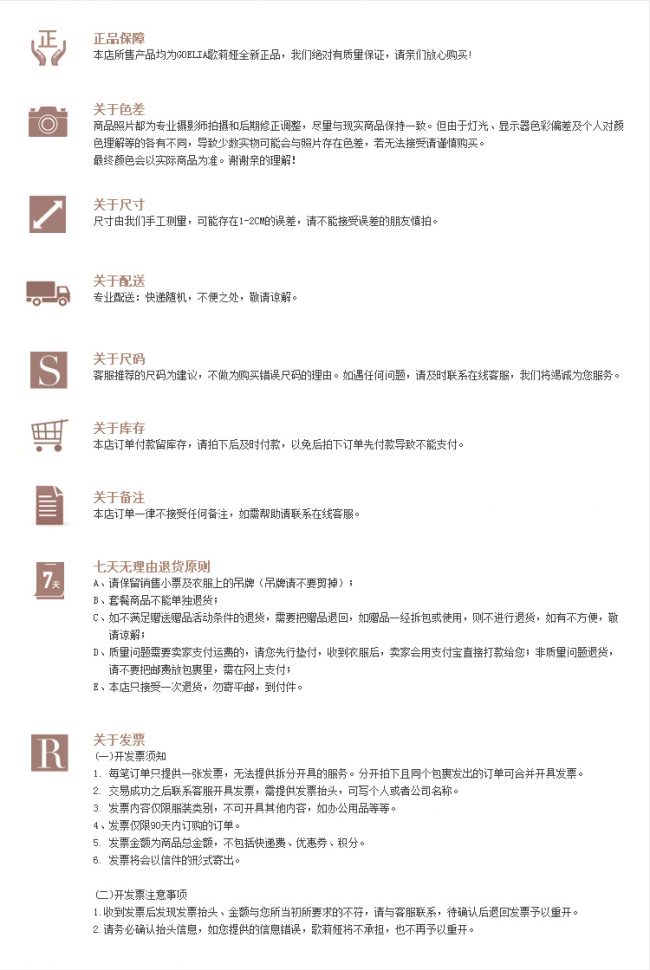 正
正品保障
本店所售产品均为GOELIA歌莉娅全新正品，我们绝对有质量保证，请亲们放心购买！
关于色差
商品照片都为专业摄影师拍摄和后期修正调整，尽量与现实商品保持一致。但由于灯光、显示器色彩偏差及个人对颜
色理解等的各有不同，导致少数实物可能会与照片存在色差，若无法接受请谨慎购买。
最终颜色会以实际商品为准。谢谢亲的理解！
关于尺寸
尺寸由我们手工测量，可能存在1-2CM的误差，请不能接受误差的朋友慎拍。
关于配送
专业配送：快递随机，不便之处，敬请谅解。
S
关于尺码
客服推荐的尺码为建议，不做为购买错误尺码的理由。如遇任何问题，请及时联系在线客服，我们将竭诚为您服务。
关于库存
本店订单付款留库存，请拍下后及时付款，以免后拍下订单先付款导致不能支付。
关于备注
本店订单一律不接受任何备注，如需帮助请联系在线客服。
7天
七天无理由退货原则
A、请保留销售小票及衣服上的吊牌（吊牌请不要剪掉）；
B、套餐商品不能单独退货；
C、如不满足赠送赠品活动条件的退货，需要把赠品退回，如赠品一经拆包或使用，则不进行退货，如有不方便，敬
请谅解；
D、质量问题需要卖家支付运费的，请您先行垫付，收到衣服后，卖家会用支付宝直接打款给您；非质量问题退货，
请不要把邮费放包裹里，需在网上支付；
E、本店只接受一次退货，勿寄平邮，到付件。
R
关于发票
(一)开发票须知
1. 每笔订单只提供一张发票，无法提供拆分开具的服务。分开拍下且同个包裹发出的订单可合并开具发票。
2. 交易成功之后联系客服开具发票，需提供发票抬头，可写个人或者公司名称。
3. 发票内容仅限服装类别，不可开具其他内容，如办公用品等等。
4、发票仅限90天内订购的订单。
5. 发票金额为商品总金额，不包括快递费、优惠券、积分。
6. 发票将会以信件的形式寄出。
(二)开发票注意事项
1.收到发票后发现发票抬头、金额与您所当初所要求的不符，请与客服联系，待确认后退回发票予以重开。
2.请务必确认抬头信息，如您提供的信息错误，歌莉娅将不承担，也不再予以重开。